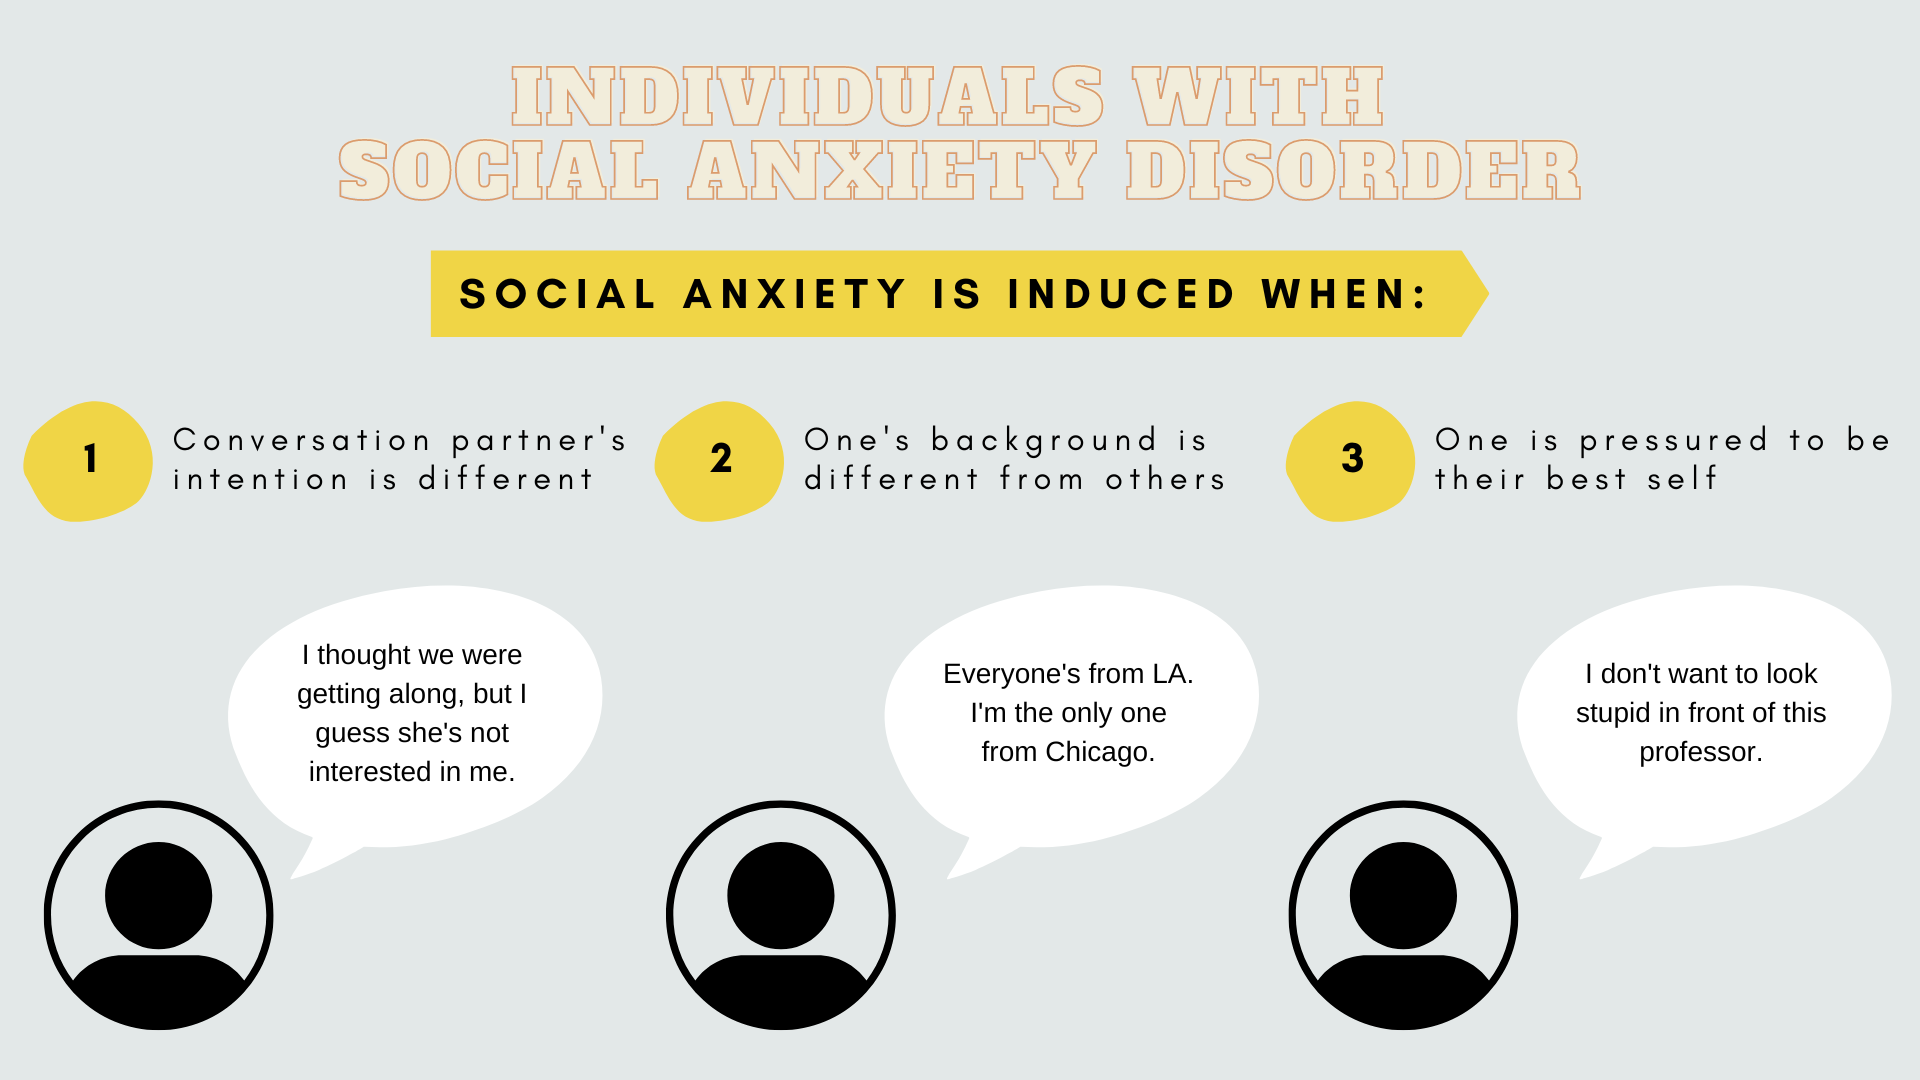 INDIVIDUALS WITH
SOCIAL ANXIETY DISORDER
SOCIAL ANXIETY IS INDUCED WHEN:
1
Conversation partner's
intention is different
2
One's background is
different from others
3
One is pressured to be
their best self
I thought we were
getting along, but I
guess she's not
interested in me.
Everyone's from LA.
I'm the only one
from Chicago.
I don't want to look
stupid in front of this
professor.